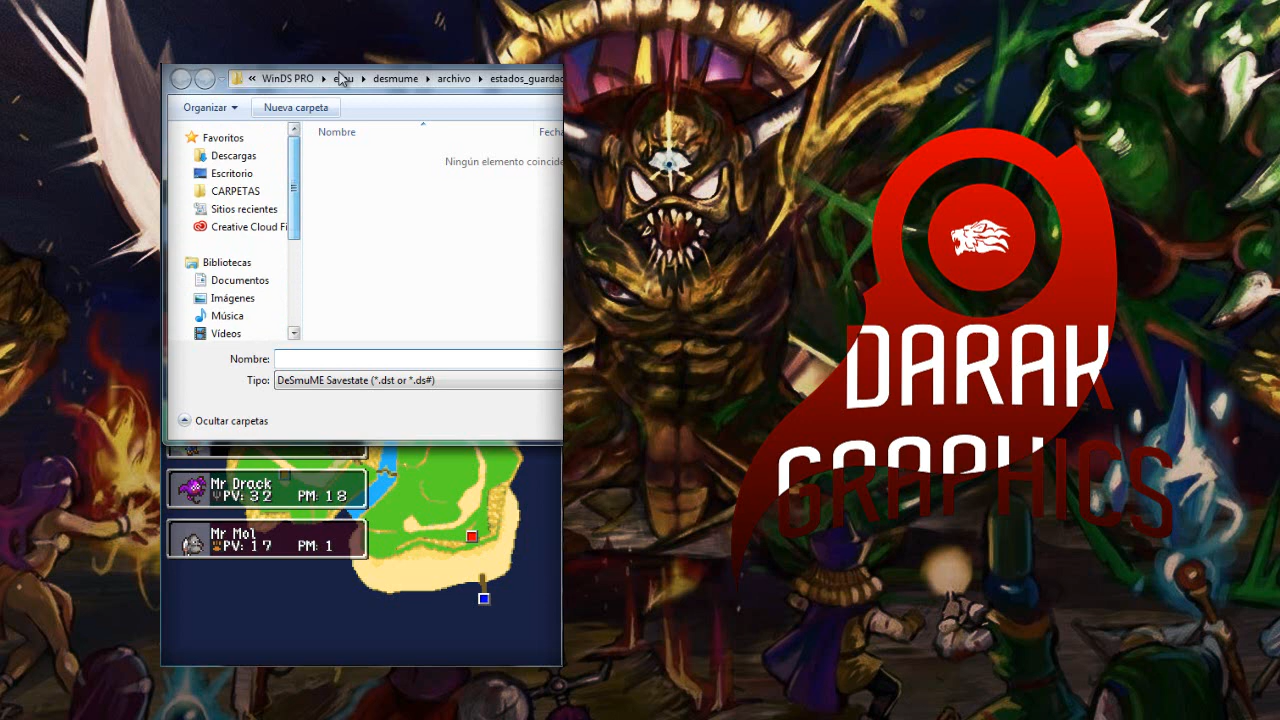 « WinDS PRO desmume archivo estados_guardad
Organizar Nueva carpeta
Nombre Fecha
Ningún elemento coincide
Favoritos
Descargas
Escritorio
CARPETAS
Sitios recientes
Creative Cloud Fi
Bibliotecas
Documentos
Imágenes
Música
Vídeos
Nombre:
Tipo: DeSmuME Savestate (*.dst or *.ds#)
Ocultar carpetas
Mr Drack
PV: 32 PM: 18
Mr Mol
PV: 17 PM: 1
DARAK
GRAPHICS